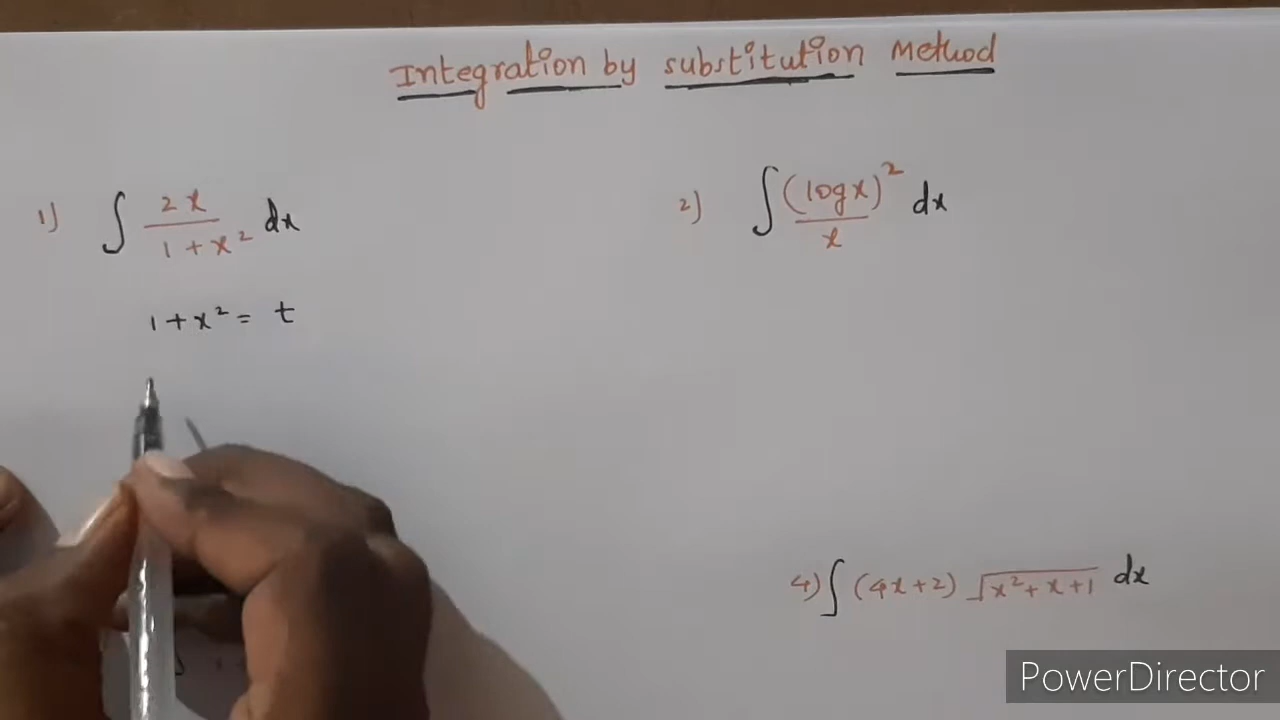 Integration by substitution Method
1) ∫ 2x / 1 + x² dx
2) ∫ (log x)² / x dx
1 + x² = t
4) ∫ (4x+2) √x² + x + 1 dx
PowerDirector